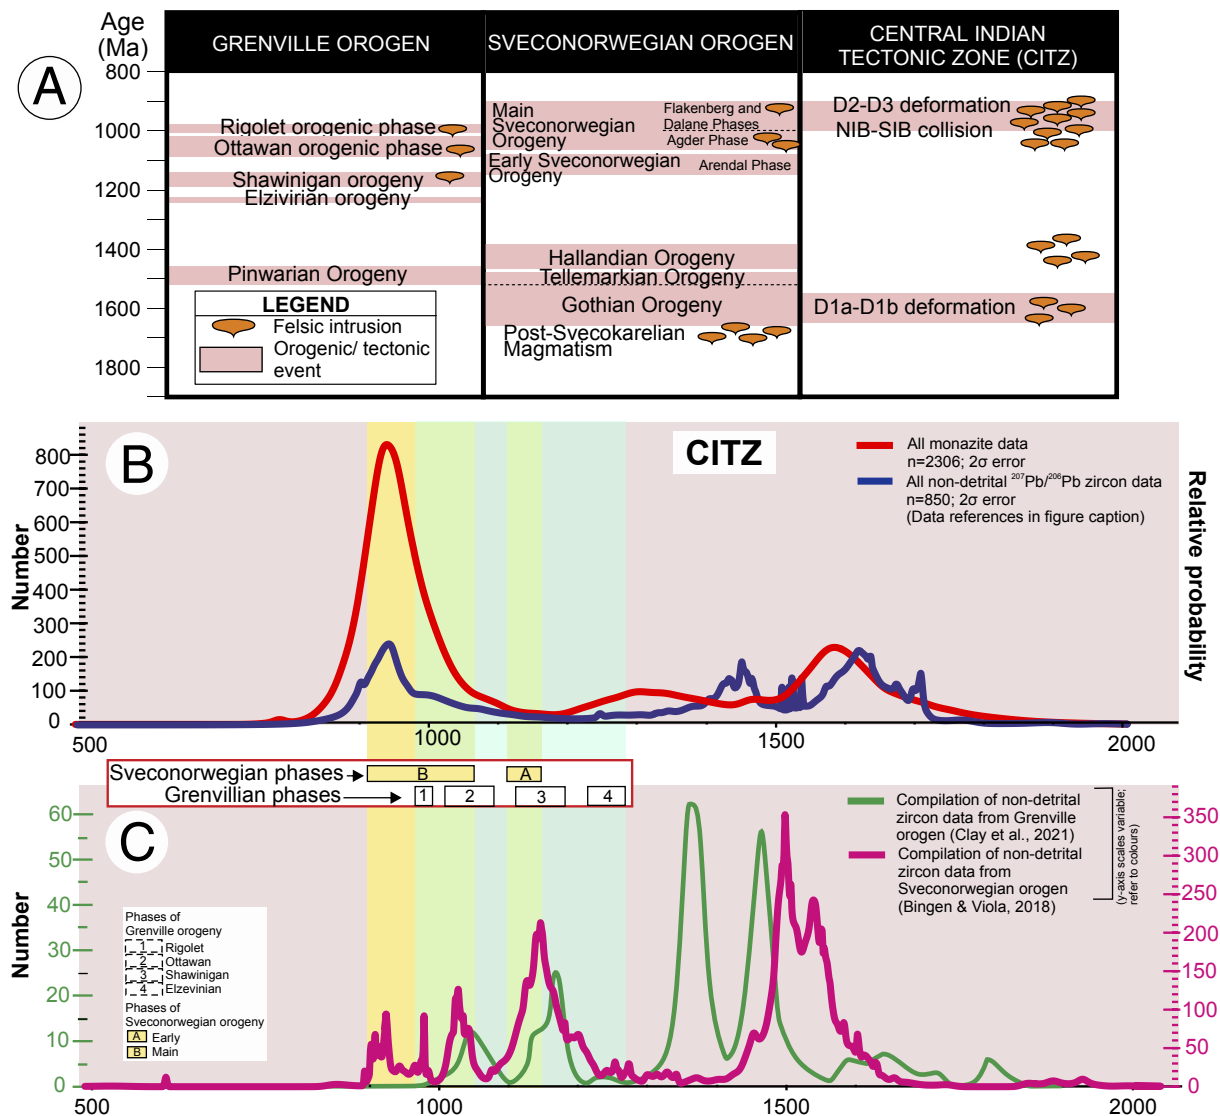 Age
(Ma)
GRENVILLE OROGEN
SVECONORWEGIAN OROGEN
CENTRAL INDIAN
TECTONIC ZONE (CITZ)
A
800
1000
1200
1400
1600
1800
Rigolet orogenic phase
Ottawan orogenic phase
Shawinigan orogeny
Elzivirian orogeny
Pinwarian Orogeny
LEGEND
Felsic intrusion
Orogenic/ tectonic
event
Main
Sveconorwegian
Orogeny
Flakenberg and
Dalane Phases
Agder Phase
Early Sveconorwegian
Orogeny
Arendal Phase
Hallandian Orogeny
Tellemarkian Orogeny
Gothian Orogeny
Post-Svecokarelian
Magmatism
D2-D3 deformation
NIB-SIB collision
D1a-D1b deformation
B
CITZ
All monazite data
n=2306; 2σ error
All non-detrital ²⁰⁷Pb/²⁰⁶Pb zircon data
n=850; 2σ error
(Data references in figure caption)
Number
800
700
600
500
400
300
200
100
0
Relative probability
500
1000
1500
2000
Sveconorwegian phases
B
A
Grenvillian phases
1
2
3
4
C
Compilation of non-detrital
zircon data from Grenville
orogen (Clay et al., 2021)
Compilation of non-detrital
zircon data from
Sveconorwegian orogen
(Bingen & Viola, 2018)
(y-axis scales variable;
refer to colours)
Number
60
50
40
30
20
10
0
350
300
250
200
150
100
50
0
Phases of
Grenville orogeny
1 Rigolet
2 Ottawan
3 Shawinigan
4 Elzevinian
Phases of
Sveconorwegian orogeny
A Early
B Main
500
1000
1500
2000